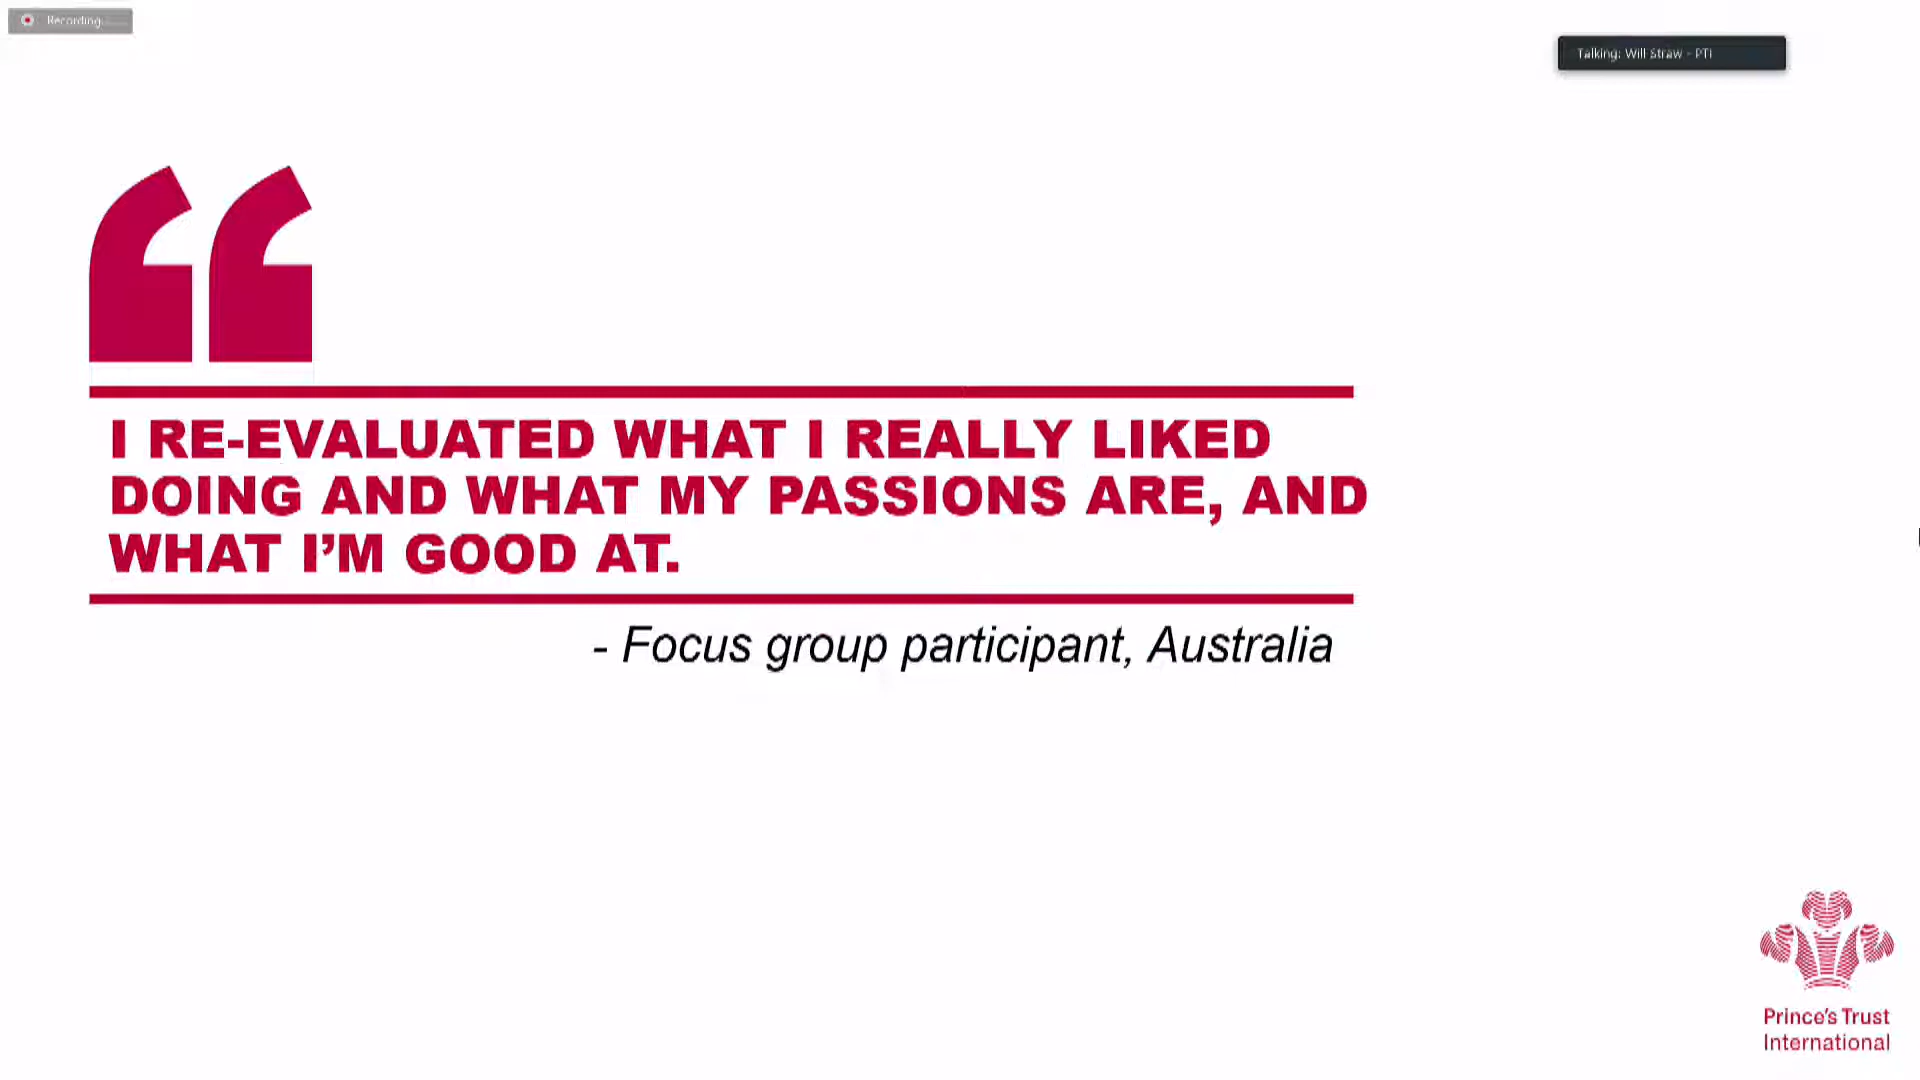 Recording...
Talking: Will Straw - PTI
“
I RE-EVALUATED WHAT I REALLY LIKED
DOING AND WHAT MY PASSIONS ARE, AND
WHAT I’M GOOD AT.
- Focus group participant, Australia
Prince's Trust
International